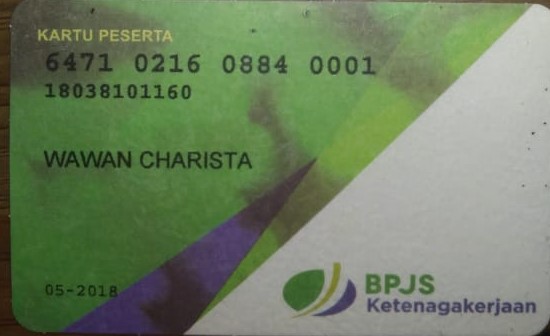 KARTU PESERTA
6471 0216 0884 0001
18038101160
WAWAN CHARISTA
05-2018
BPJS
Ketenagakerjaan